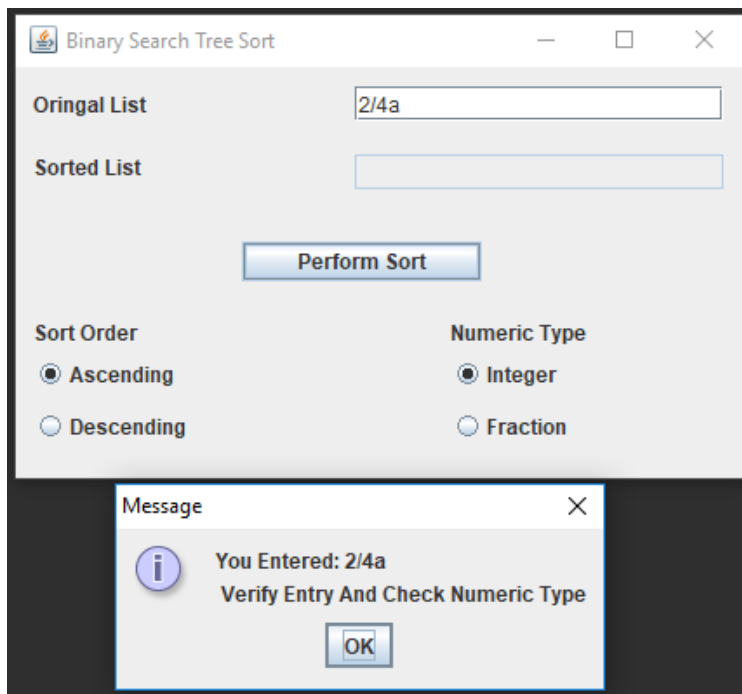 Binary Search Tree Sort
Oringal List 2/4a
Sorted List
Perform Sort
Sort Order Numeric Type
Ascending Integer
Descending Fraction
Message
i
You Entered: 2/4a
Verify Entry And Check Numeric Type
OK